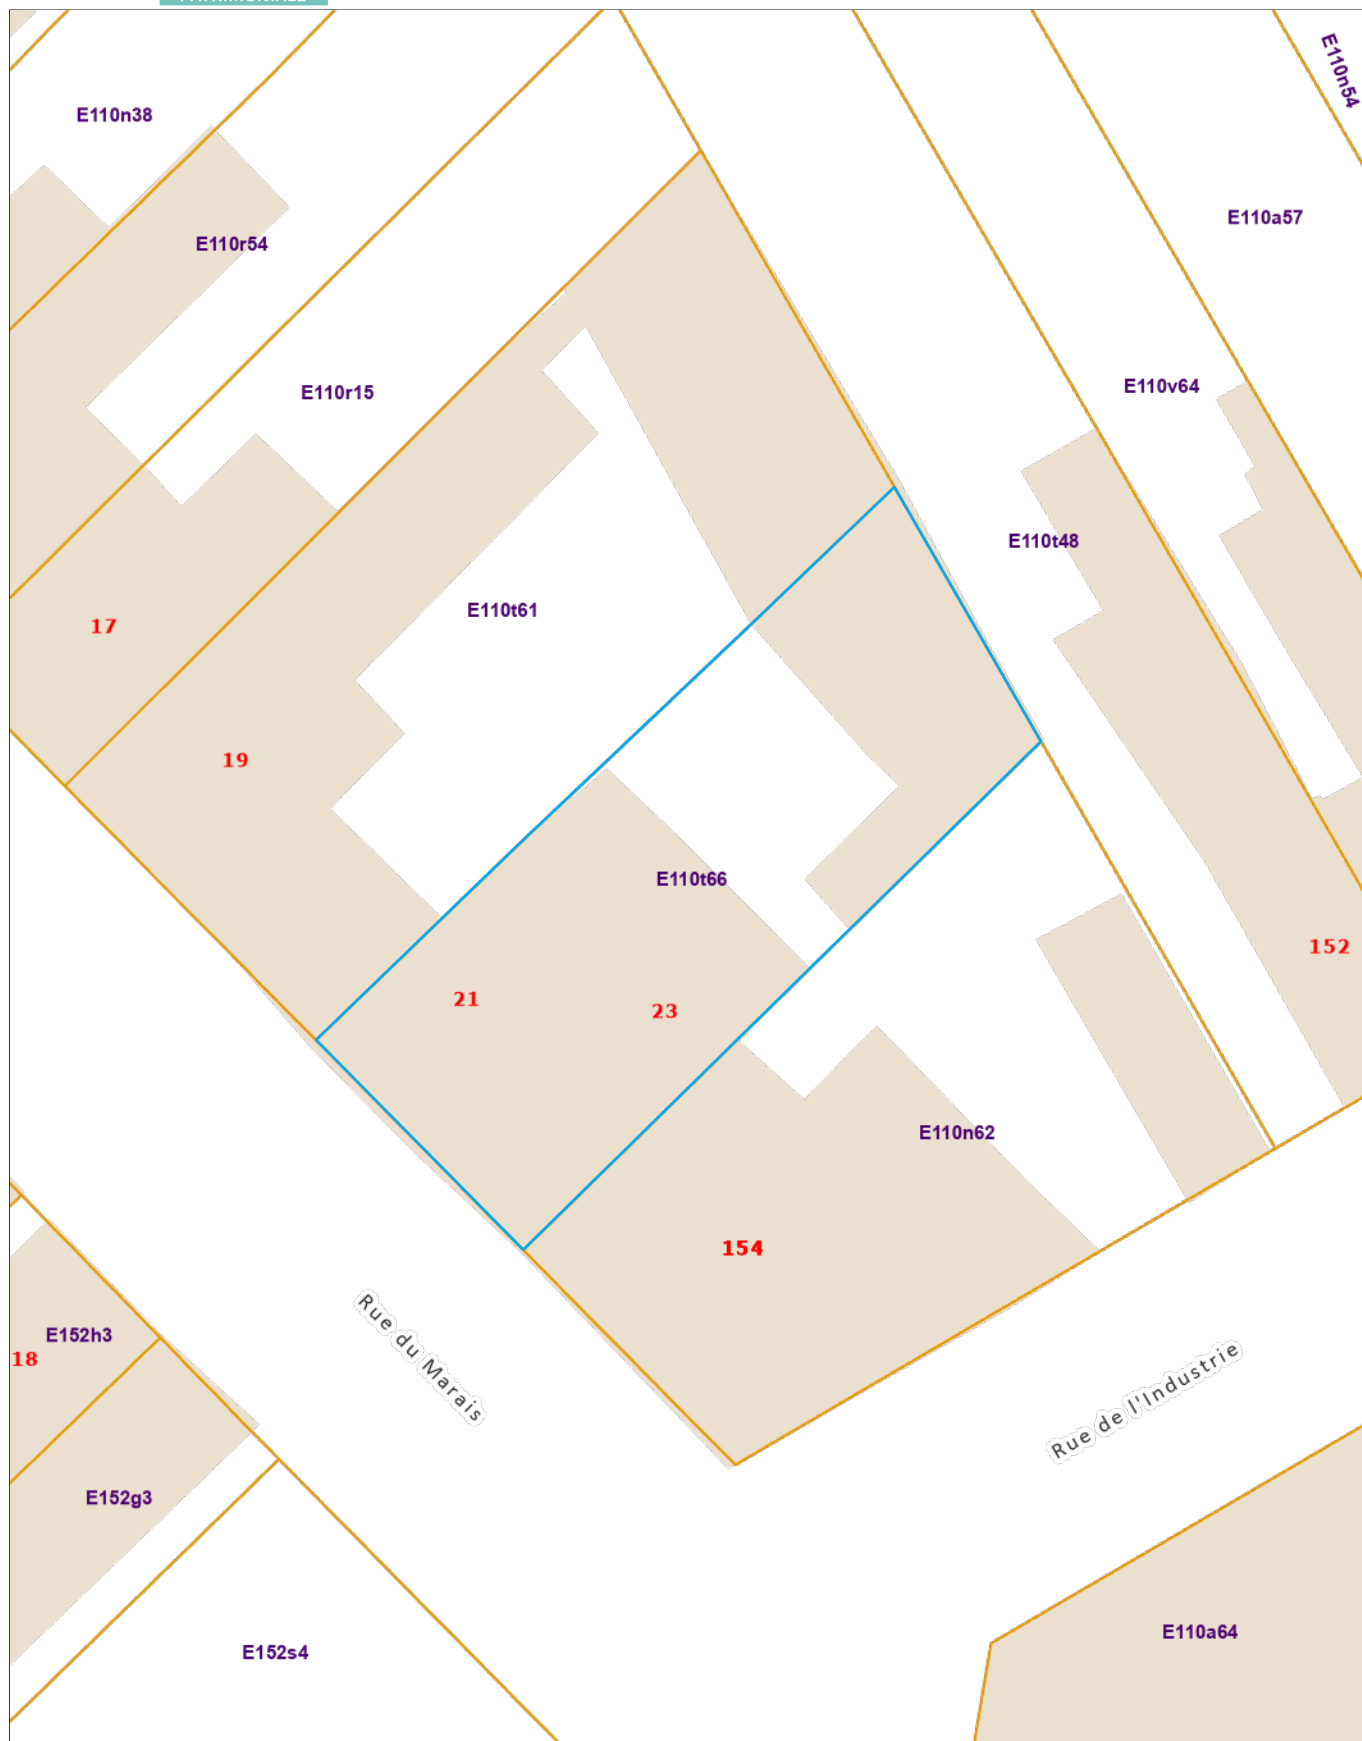 E110n54
E110n38
E110a57
E110r54
E110v64
E110r15
E110t48
E110t61
17
19
E110t66
152
21
23
E110n62
154
Rue du Marais
E152h3
18
Rue de l'Industrie
E152g3
E110a64
E152s4